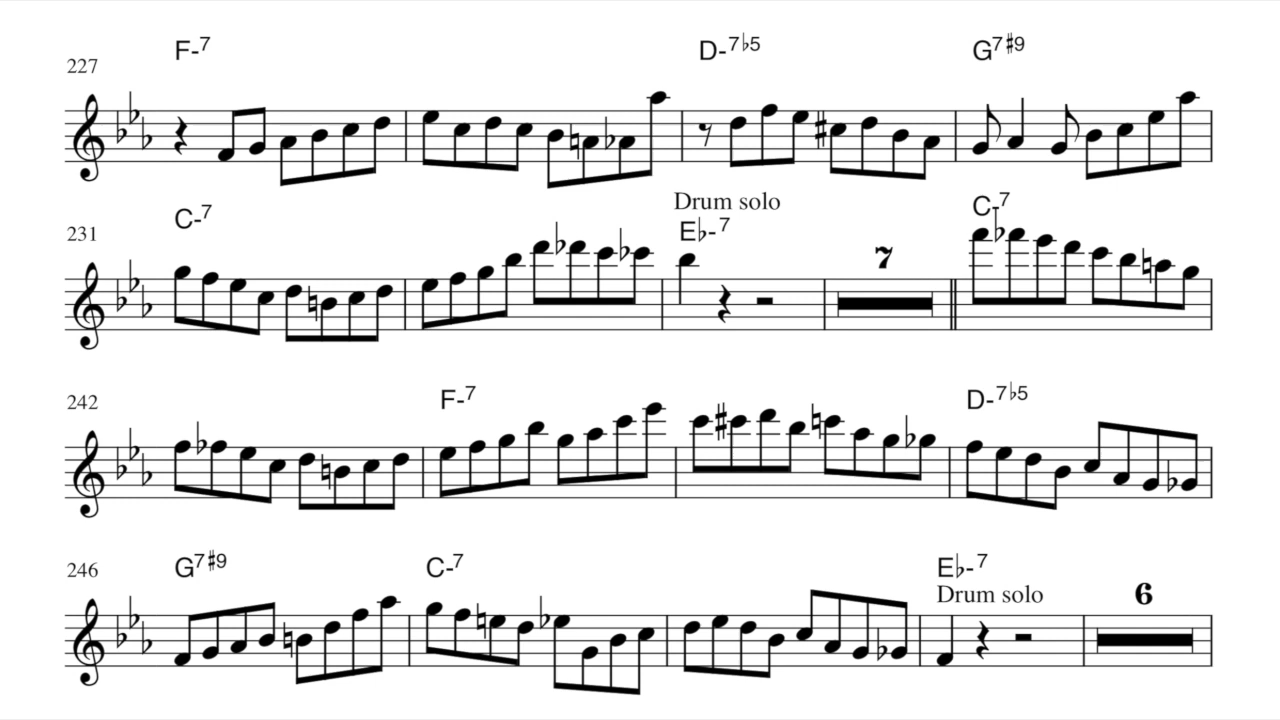 F-7 D-7♭5 G7♯9
227
Drum solo
C-7 E♭-7 C-7
231
7
F-7 D-7♭5
242
G7♯9 C-7 E♭-7
246
Drum solo 6